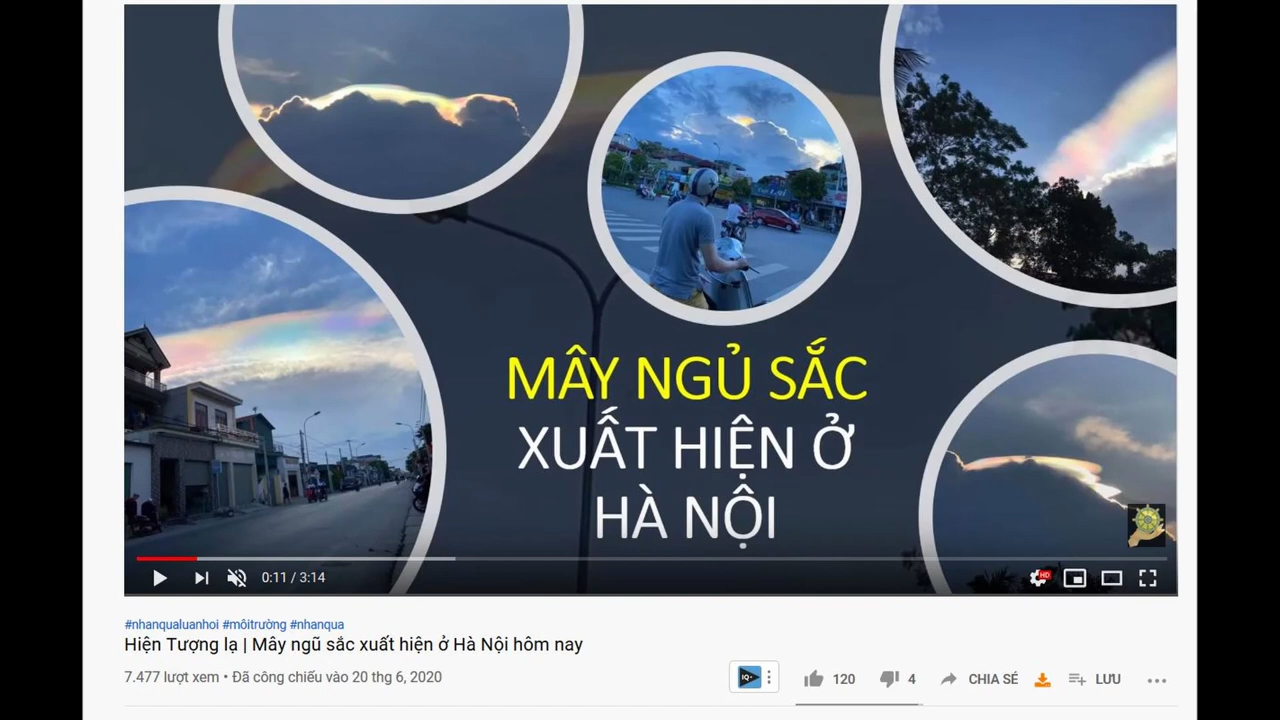 MÂY NGỦ SẮC
XUẤT HIỆN Ở
HÀ NỘI
0:11 / 3:14
HD
#nhanqualuanhoi #môitrường #nhanqua
Hiện Tượng lạ | Mây ngũ sắc xuất hiện ở Hà Nội hôm nay
7.477 lượt xem • Đã công chiếu vào 20 thg 6, 2020
IQ
120
4
CHIA SẺ
LƯU